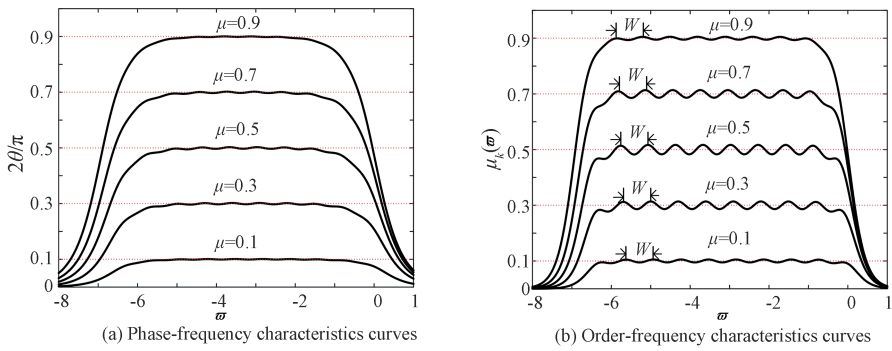 μ=0.9
μ=0.7
μ=0.5
μ=0.3
μ=0.1
2θ/π
0.9
0.7
0.5
0.3
0.1
0
-8 -6 -4 -2 0 1
ϖ
(a) Phase-frequency characteristics curves
W μ=0.9
W μ=0.7
W μ=0.5
W μ=0.3
W μ=0.1
μk(ϖ)
0.9
0.7
0.5
0.3
0.1
0
-8 -6 -4 -2 0 1
ϖ
(b) Order-frequency characteristics curves